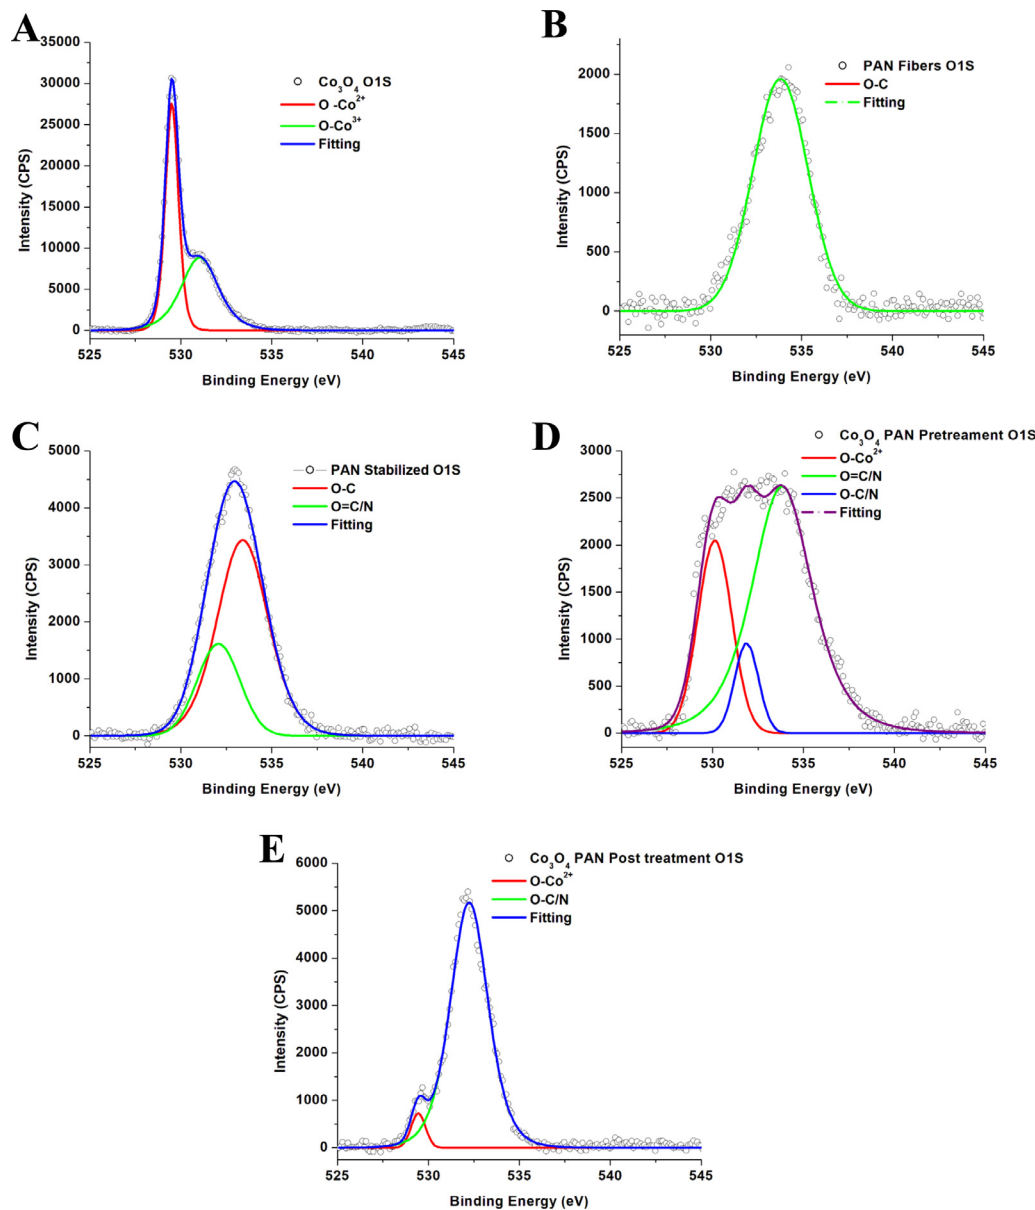 A
35000
30000
25000
20000
15000
10000
5000
0
Intensity (CPS)
Co₃O₄ O1S
O -Co²⁺
O-Co³⁺
Fitting
525 530 535 540 545
Binding Energy (eV)
B
2000
1500
1000
500
0
Intensity (CPS)
PAN Fibers O1S
O-C
Fitting
525 530 535 540 545
Binding Energy (eV)
C
5000
4000
3000
2000
1000
0
Intensity (CPS)
PAN Stabilized O1S
O-C
O=C/N
Fitting
525 530 535 540 545
Binding Energy (eV)
D
3000
2500
2000
1500
1000
500
0
Intensity (CPS)
Co₃O₄ PAN Pretreament O1S
O-Co²⁺
O=C/N
O-C/N
Fitting
525 530 535 540 545
Binding Energy (eV)
E
6000
5000
4000
3000
2000
1000
0
Intensity (CPS)
Co₃O₄ PAN Post treatment O1S
O-Co²⁺
O-C/N
Fitting
525 530 535 540 545
Binding Energy (eV)